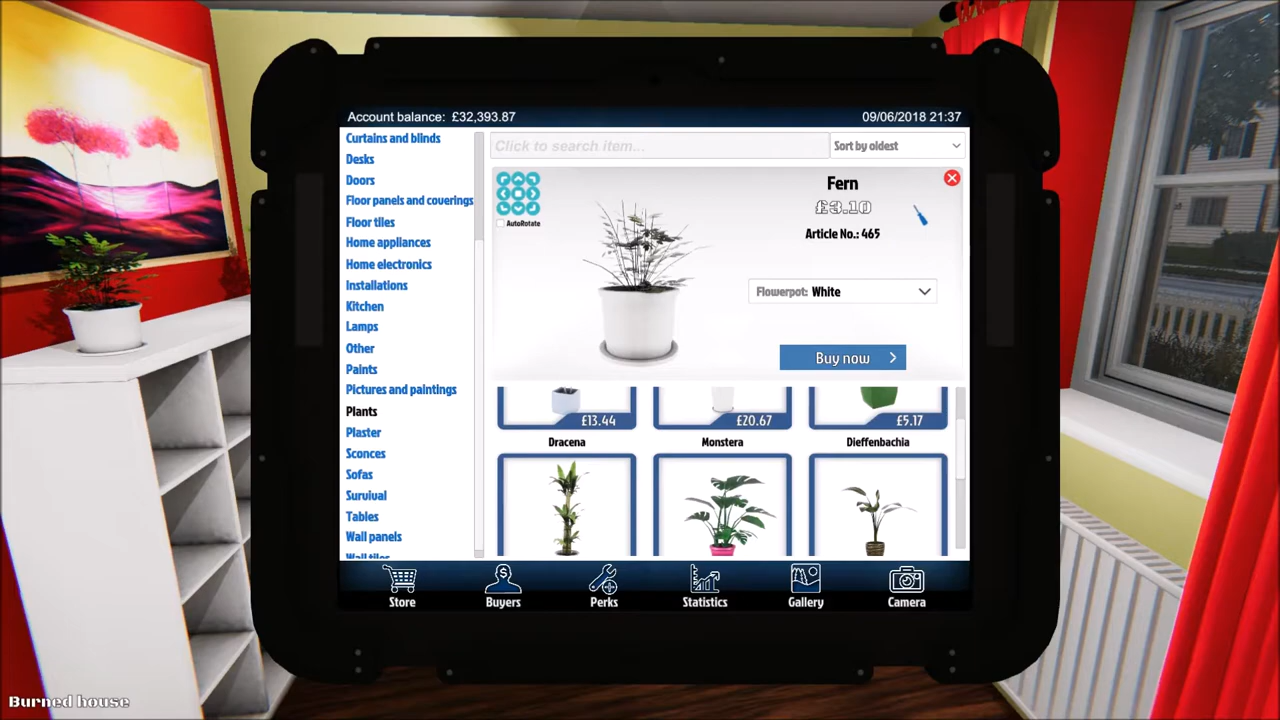 Account balance: £32,393.87
09/06/2018 21:37
Curtains and blinds
Desks
Doors
Floor panels and coverings
Floor tiles
Home appliances
Home electronics
Installations
Kitchen
Lamps
Other
Paints
Pictures and paintings
Plants
Plaster
Sconces
Sofas
Survival
Tables
Wall panels
Wall tiles
Click to search item...
Sort by oldest
AutoRotate
Fern
£3.10
Article No.: 465
Flowerpot: White
Buy now
£13.44
£20.67
£5.17
Dracena
Monstera
Dieffenbachia
Store
Buyers
Perks
Statistics
Gallery
Camera
Burned house